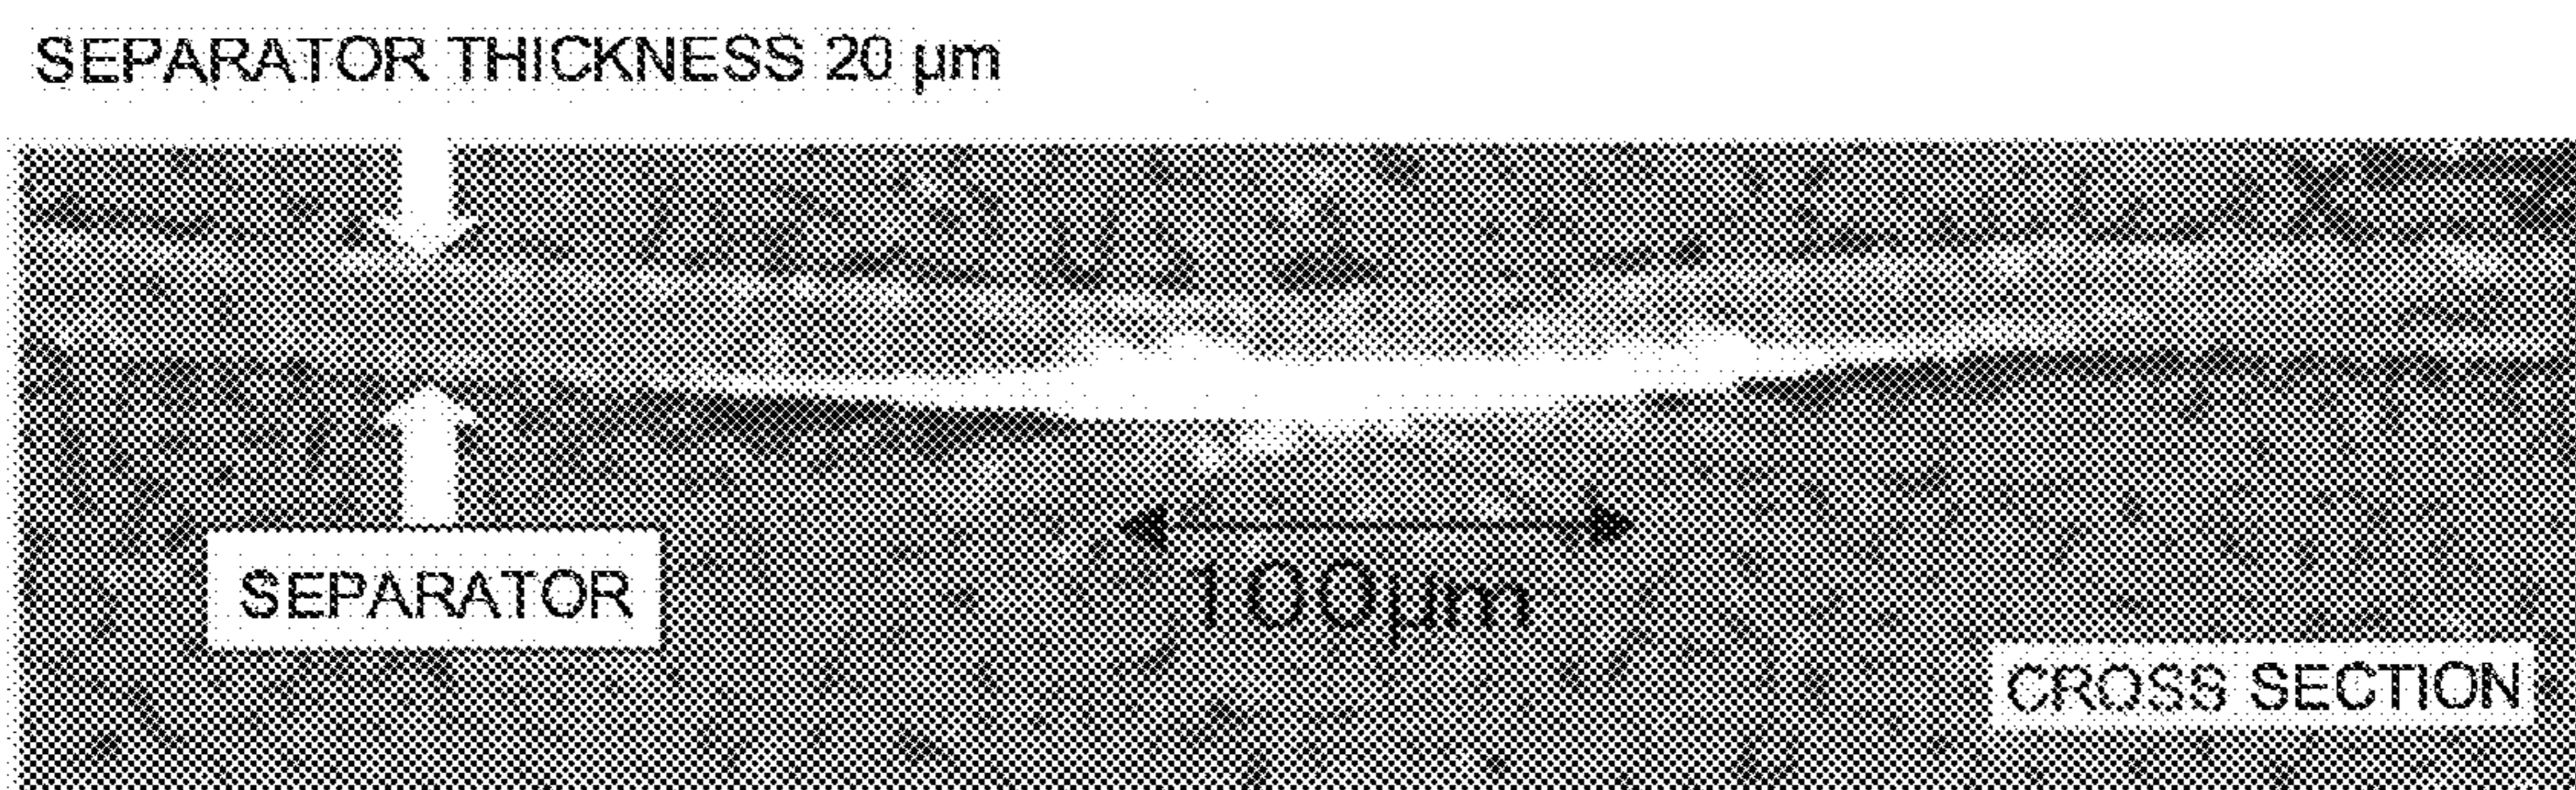 SEPARATOR THICKNESS 20 µm
SEPARATOR
100µm
CROSS SECTION